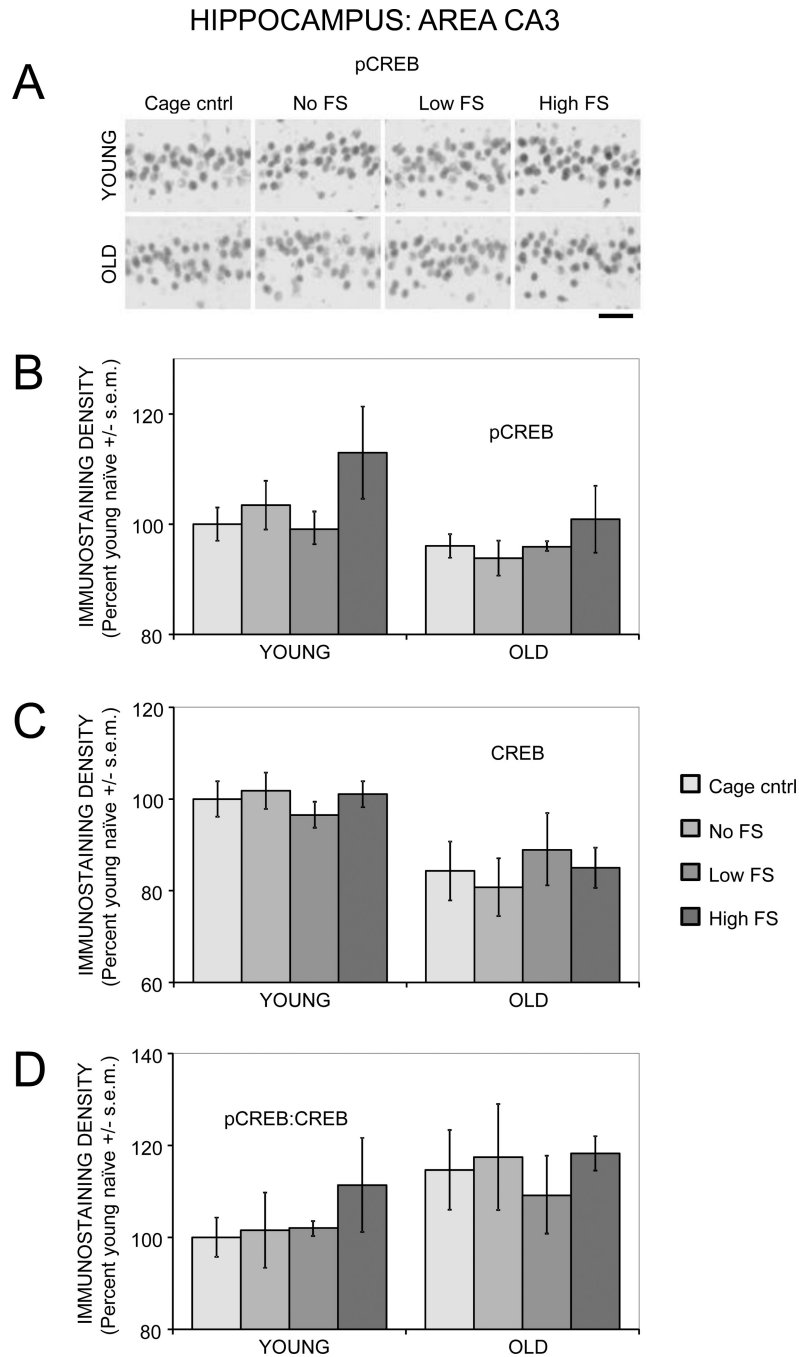 HIPPOCAMPUS: AREA CA3
A
pCREB
Cage cntrl No FS Low FS High FS
YOUNG
OLD
B
IMMUNOSTAINING DENSITY
(Percent young naïve +/- s.e.m.)
120
100
80
pCREB
YOUNG OLD
C
IMMUNOSTAINING DENSITY
(Percent young naïve +/- s.e.m.)
120
100
80
60
CREB
YOUNG OLD
Cage cntrl
No FS
Low FS
High FS
D
IMMUNOSTAINING DENSITY
(Percent young naïve +/- s.e.m.)
140
120
100
80
pCREB:CREB
YOUNG OLD